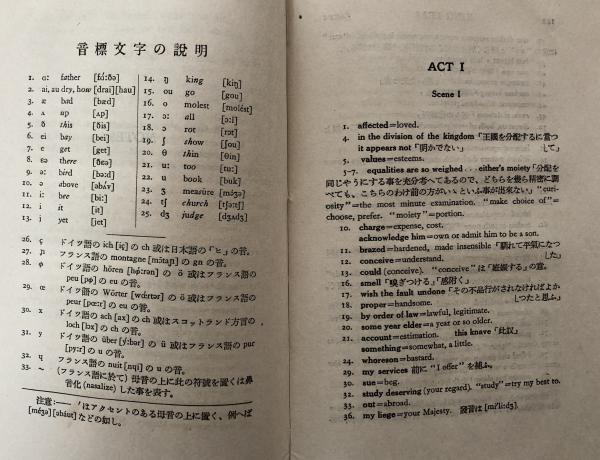 音標文字の説明
1. ɑː father [fɑ́ːðə]
2. ai, au dry, how [drai][hau]
3. æ bad [bæd]
4. ʌ up [ʌp]
5. ð this [ðis]
6. ei bay [bei]
7. e get [get]
8. ɛə there [ðɛə]
9. əː bird [bəːd]
10. ə above [əbʌ́v]
11. iː bee [biː]
12. i it [it]
13. j yet [jet]
14. ŋ king [kiŋ]
15. ou go [gou]
16. o molest [molést]
17. ɔː all [ɔːl]
18. ɔ rot [rɔt]
19. ʃ show [ʃou]
20. θ thin [θin]
21. uː too [tuː]
22. u book [buk]
23. ʒ measure [méʒə]
24. tʃ church [tʃəːtʃ]
25. dʒ judge [dʒʌdʒ]
26. ç ドイツ語の ich [iç] の ch 或は日本語の「ヒ」の音。
27. ɲ フランス語の montagne [mɔ̃taɲ] の gn の音。
28. ø ドイツ語の hören [hǿːrən] の ö 或はフランス語の
peu [pø] の eu の音。
29. œ ドイツ語の Wörter [vœ́rtər] の ö 或はフランス語の
peur [pœːr] の eu の音。
30. x ドイツ語の ach [ax] の ch 或はスコットランド方言の
loch [lɔx] の ch の音。
31. y ドイツ語の über [ýːbər] の ü 或はフランス語の pur
[pyːr] の u の音。
32. ɥ フランス語の nuit [nɥi] の u の音。
33. ~ (フランス語に於て) 母音の上に此の符號を置くは鼻
音化 (nasalize) した事を表す。
注意：—— ´はアクセントのある母音の上に置く、例へば
[méʒə] [əbáut] などの如し。
ACT I
Scene I
1. affected=loved.
4. in the division of the kingdom 「王國を分配するに當つ
it appears not 「明かでない」 して」
5. values=esteems.
5-7. equalities are so weighed...either's moiety 「分配を
同じやうにする事を充分考へてあるので、どちらを幾ら精密に調
べても、こちらのわけ前の方がいゝといふ事が出來ない」 "curi-
osity"=the most minute examination. "make choice of"=
choose, prefer. "moiety"=portion.
10. charge=expense, cost.
acknowledge him=own or admit him to be a son.
11. brazed=hardened, made insensible 「馴れて平氣になつ
12. conceive=understand. した」
13. could (conceive). "conceive" は「姙娠する」の意。
16. smell 「嗅ぎつける」「感附く」
17. wish the fault undone 「その不品行がされなければよか
18. proper=handsome. しつたと思ふ」
19. by order of law=lawful, legitimate.
20. some year elder=a year or so older.
21. account=estimation. this knave 「此奴」
something=somewhat, a little.
24. whoreson=bastard.
29. my services 前に "I offer" を補ふ。
30. sue=beg.
32. study deserving (your regard). "study"=try my best to.
33. out=abroad.
36. my liege=your Majesty. 發音は [mi'liːdʒ].